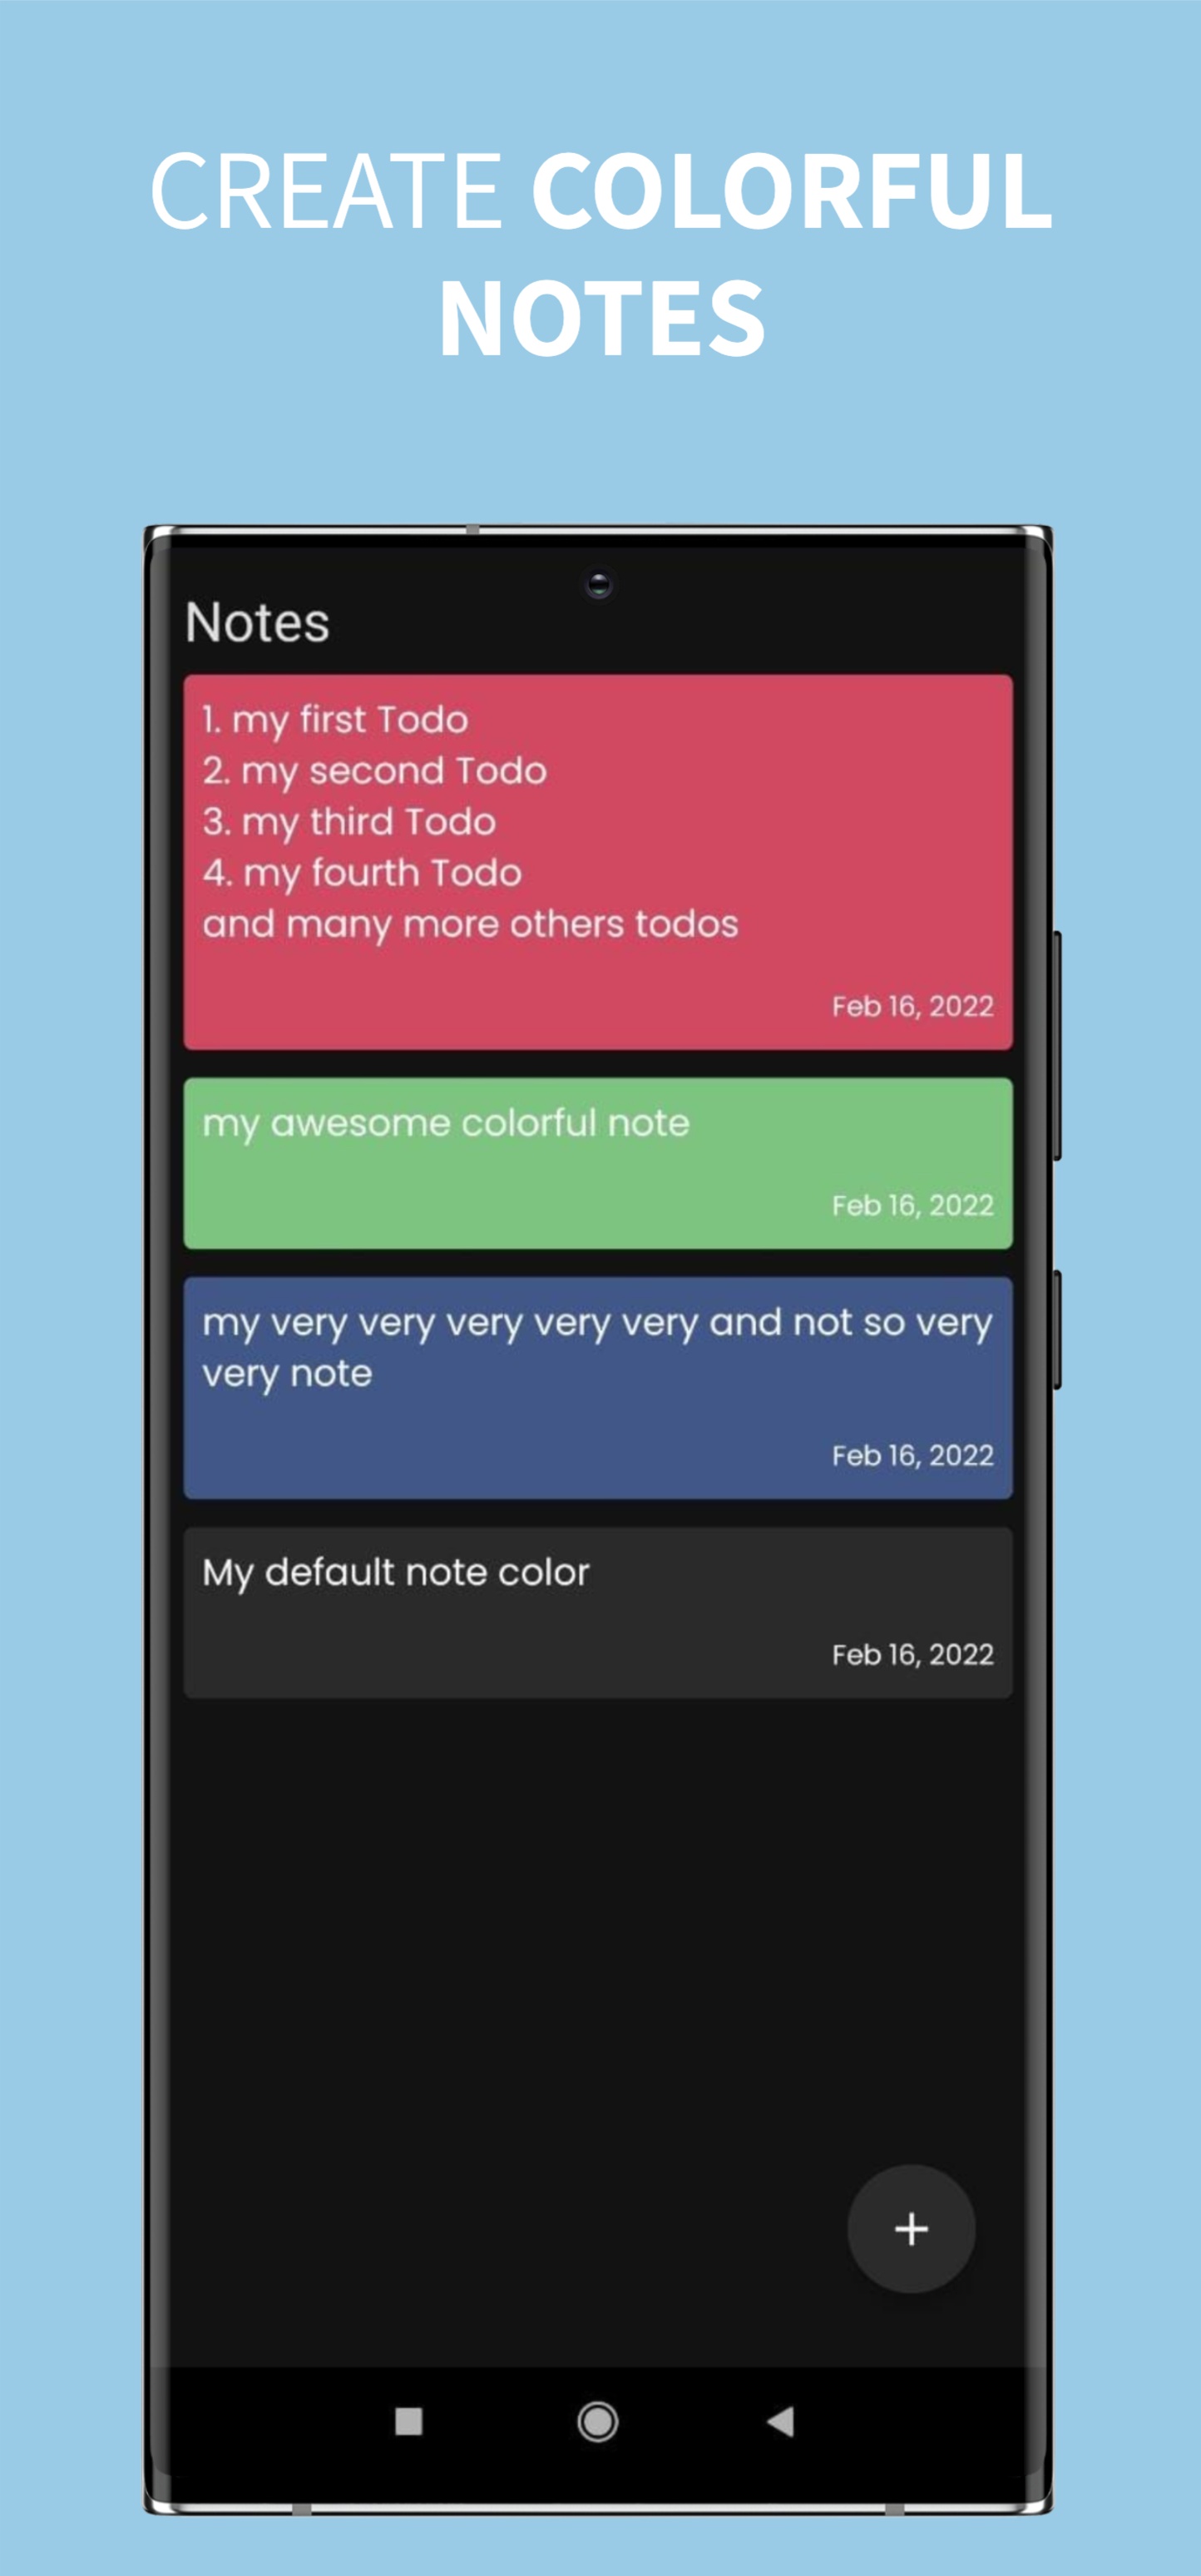 CREATE COLORFUL
NOTES
Notes
1. my first Todo
2. my second Todo
3. my third Todo
4. my fourth Todo
and many more others todos
Feb 16, 2022
my awesome colorful note
Feb 16, 2022
my very very very very very and not so very
very note
Feb 16, 2022
My default note color
Feb 16, 2022
+